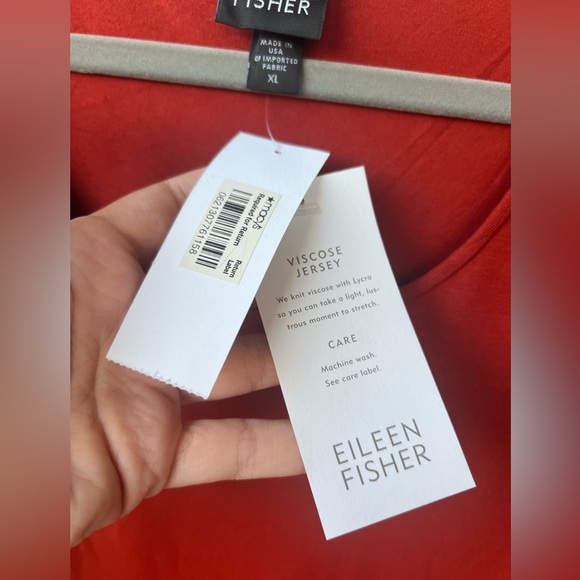 FISHER
MADE IN
USA
OF IMPORTED
FABRIC
XL
★macy's
Required for Return
0621307761158
Return
Label
VISCOSE
JERSEY
We knit viscose with Lycra
so you can take a light, lus-
trous moment to stretch.
CARE
Machine wash.
See care label.
EILEEN
FISHER